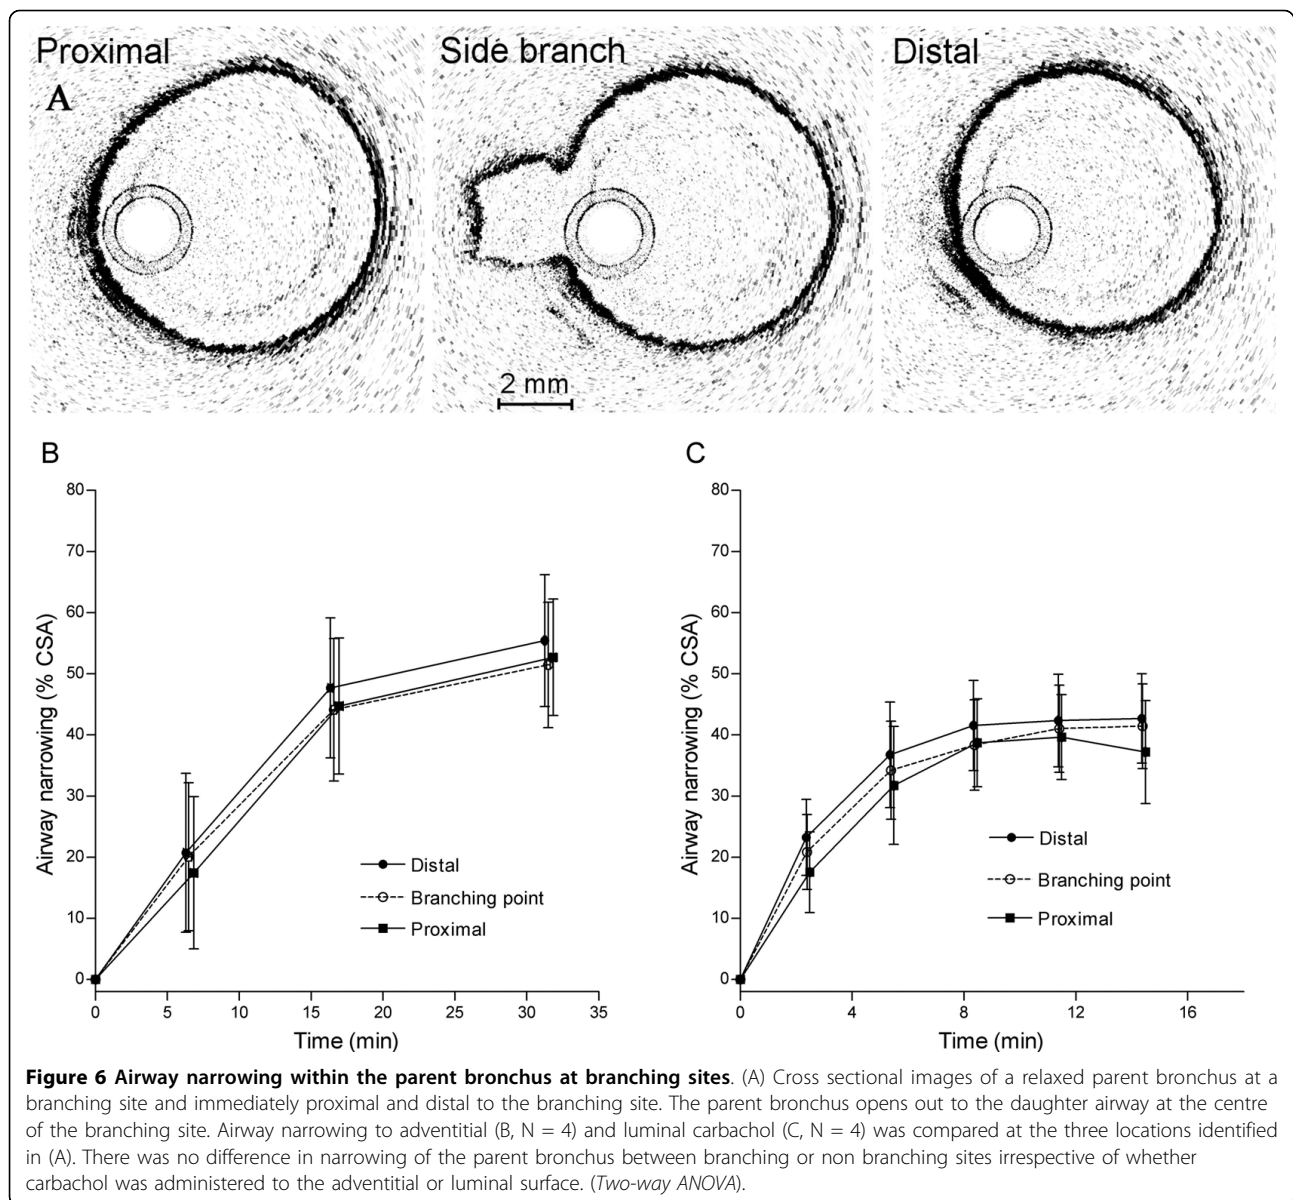 Proximal
Side branch
Distal
A
2 mm
B
C
80
70
60
50
40
30
20
10
0
Airway narrowing (% CSA)
0 5 10 15 20 25 30 35
Time (min)
Distal
Branching point
Proximal
80
70
60
50
40
30
20
10
0
Airway narrowing (% CSA)
0 4 8 12 16
Time (min)
Distal
Branching point
Proximal
Figure 6 Airway narrowing within the parent bronchus at branching sites. (A) Cross sectional images of a relaxed parent bronchus at a
branching site and immediately proximal and distal to the branching site. The parent bronchus opens out to the daughter airway at the centre
of the branching site. Airway narrowing to adventitial (B, N = 4) and luminal carbachol (C, N = 4) was compared at the three locations identified
in (A). There was no difference in narrowing of the parent bronchus between branching or non branching sites irrespective of whether
carbachol was administered to the adventitial or luminal surface. (Two-way ANOVA).